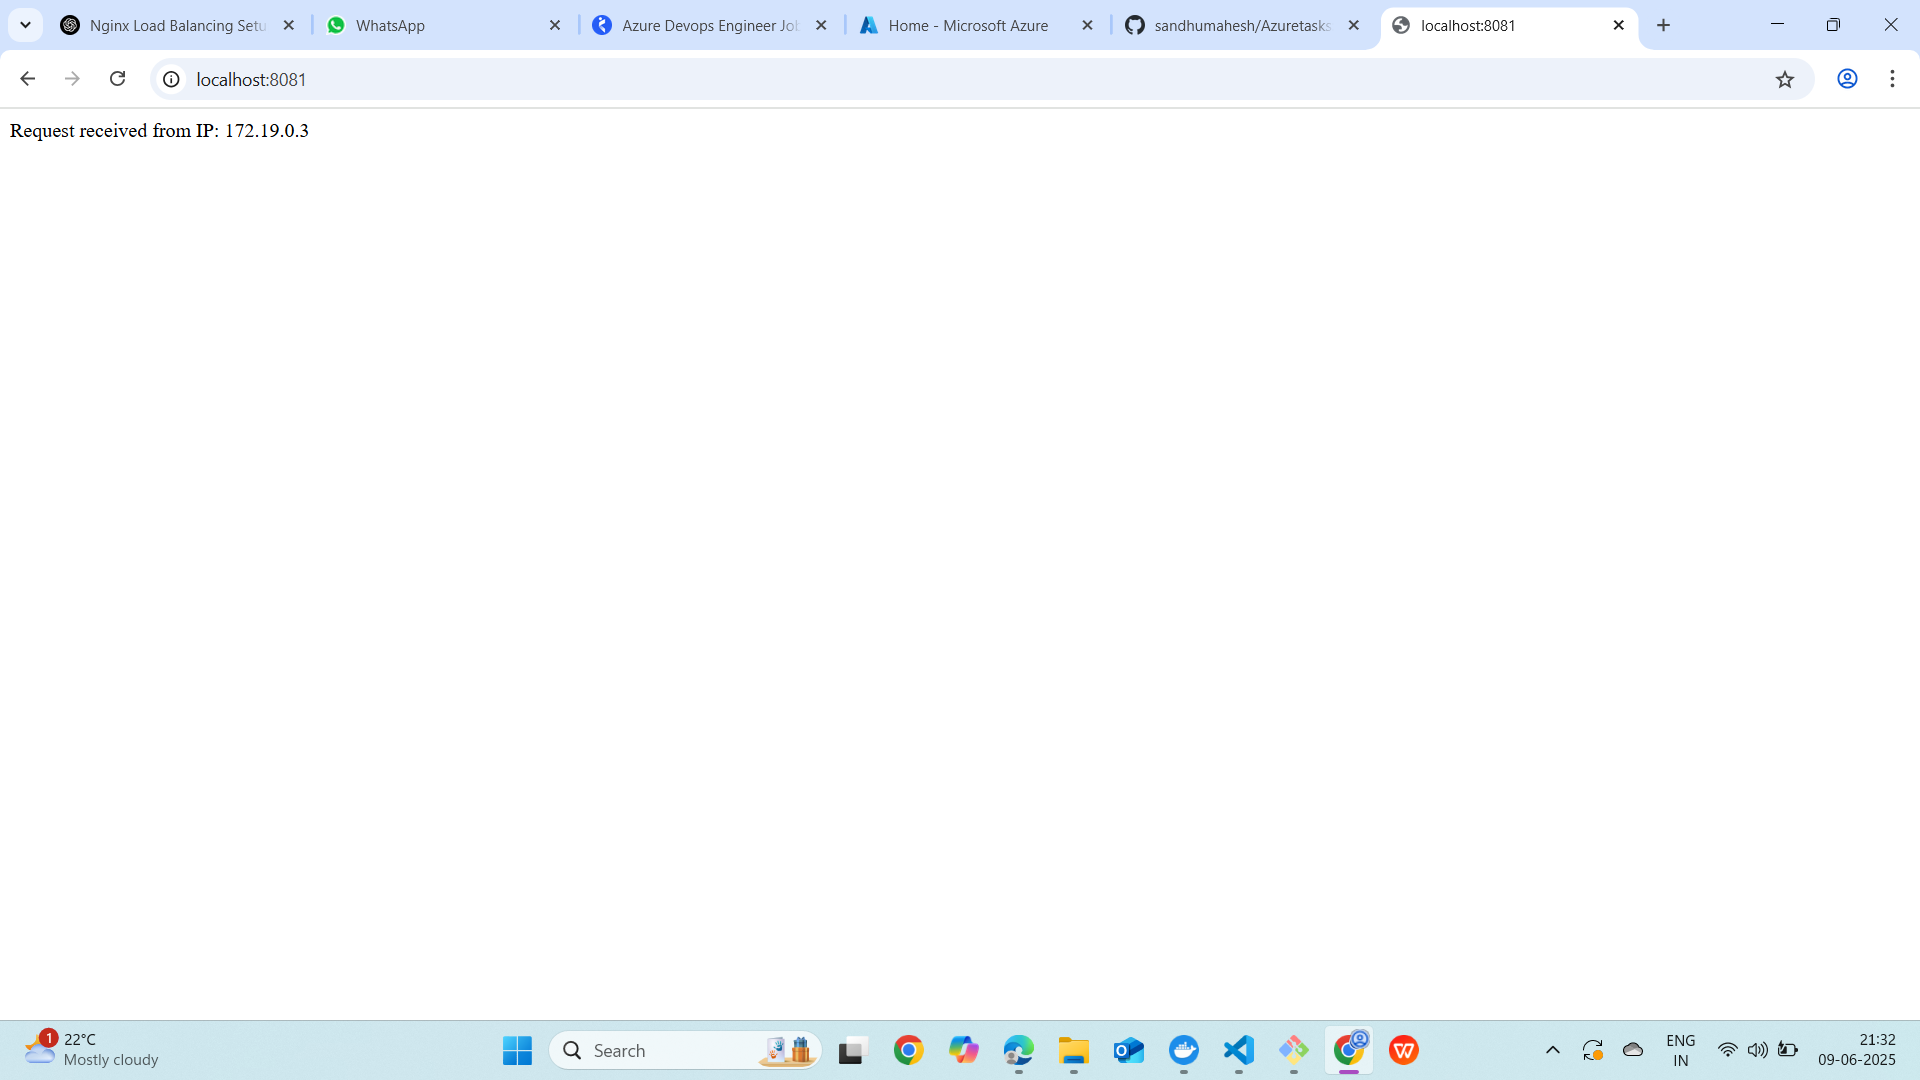 Nginx Load Balancing Setu
WhatsApp
Azure Devops Engineer Job
Home - Microsoft Azure
sandhumahesh/Azuretasks
localhost:8081
localhost:8081
Request received from IP: 172.19.0.3
1
22°C
Mostly cloudy
Search
ENG
IN
21:32
09-06-2025